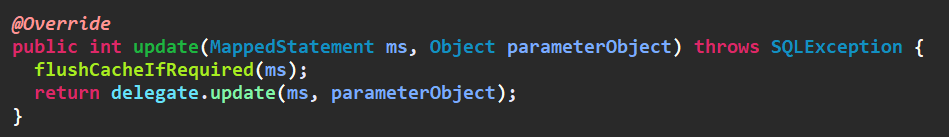 @Override
public int update(MappedStatement ms, Object parameterObject) throws SQLException {
  flushCacheIfRequired(ms);
  return delegate.update(ms, parameterObject);
}